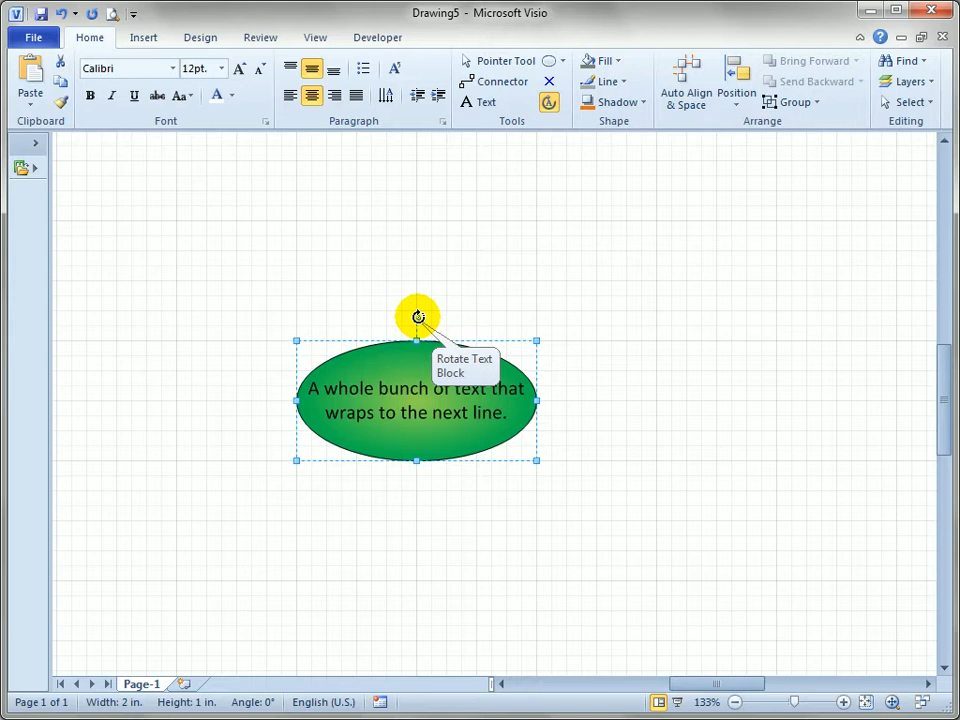 Drawing5 - Microsoft Visio
File Home Insert Design Review View Developer
Calibri 12pt.
Paste
B I U abc Aa A
Pointer Tool
Connector
Text
Fill
Line
Shadow
Auto Align & Space
Position
Bring Forward
Send Backward
Group
Find
Layers
Select
Clipboard Font Paragraph Tools Shape Arrange Editing
Rotate Text
Block
A whole bunch of text that
wraps to the next line.
Page-1
Page 1 of 1 Width: 2 in. Height: 1 in. Angle: 0° English (U.S.) 133%